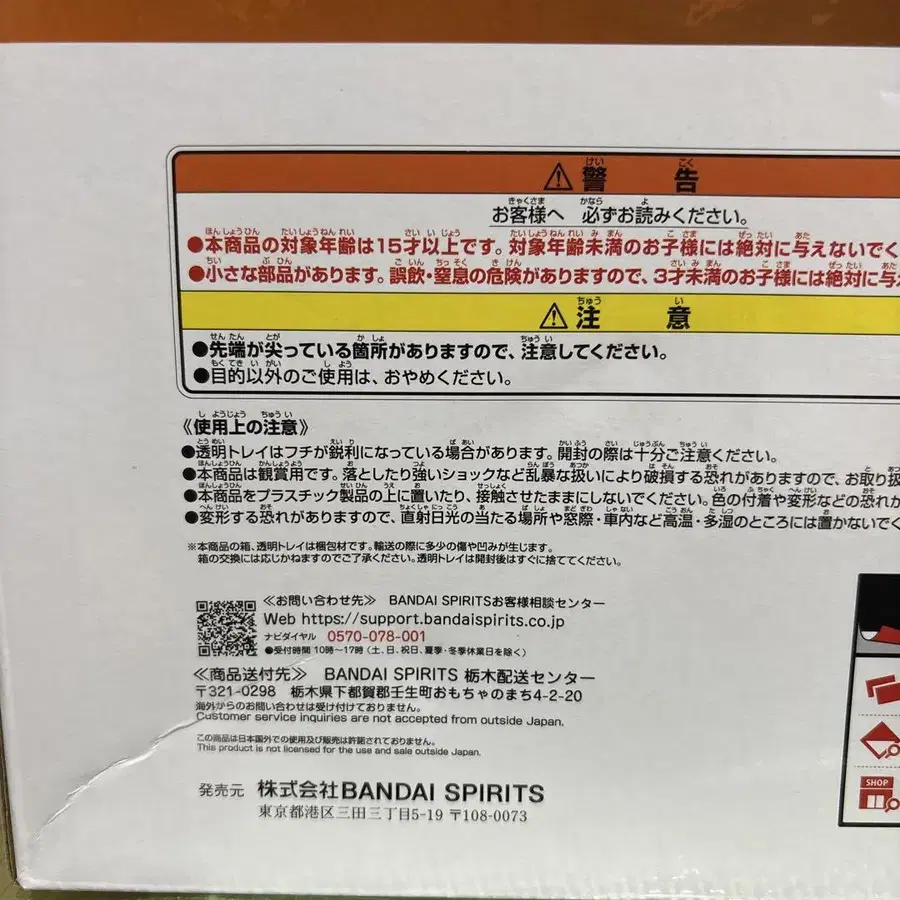 ⚠警告
お客様へ 必ずお読みください。
●本商品の対象年齢は15才以上です。対象年齢未満のお子様には絶対に与えないでく
●小さな部品があります。誤飲・窒息の危険がありますので、3才未満のお子様には絶対に与え
⚠注意
●先端が尖っている箇所がありますので、注意してください。
●目的以外のご使用は、おやめください。
《使用上の注意》
●透明トレイはフチが鋭利になっている場合があります。開封の際は十分ご注意ください。
●本商品は観賞用です。落としたり強いショックなど乱暴な扱いにより破損する恐れがありますので、お取り扱
●本商品をプラスチック製品の上に置いたり、接触させたままにしないでください。色の付着や変形などの恐れが
●変形する恐れがありますので、直射日光の当たる場所や窓際・車内など高温・多湿のところには置かないでく
※本商品の箱、透明トレイは梱包材です。輸送の際に多少の傷や凹みが生じます。
箱の交換には応じかねますのでご了承ください。透明トレイは開封後はすぐに捨ててください。
≪お問い合わせ先≫ BANDAI SPIRITSお客様相談センター
Web https://support.bandaispirits.co.jp
ナビダイヤル 0570-078-001
●受付時間 10時～17時 (土、日、祝日、夏季・冬季休業日を除く)
≪商品送付先≫ BANDAI SPIRITS 栃木配送センター
〒321-0298 栃木県下都賀郡壬生町おもちゃのまち4-2-20
海外からのお問い合わせは受け付けておりません。
Customer service inquiries are not accepted from outside Japan.
この商品は日本国外での使用及び販売は許諾されておりません。
This product is not licensed for the use and sale outside Japan.
発売元 株式会社BANDAI SPIRITS
東京都港区三田三丁目5-19 〒108-0073
SHOP